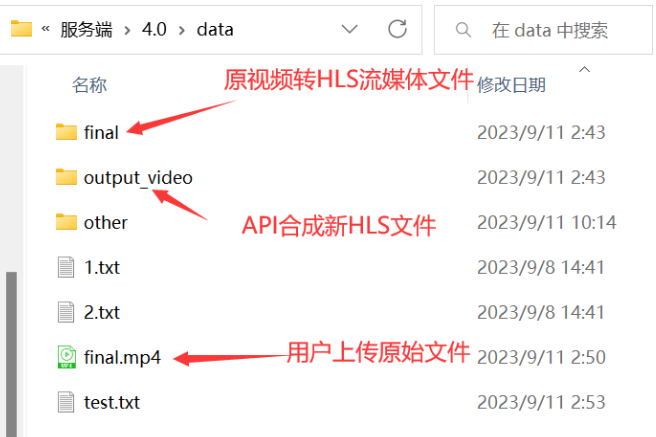 « 服务端 › 4.0 › data
在 data 中搜索
名称
修改日期
原视频转HLS流媒体文件
final
2023/9/11 2:43
output_video
2023/9/11 2:43
API合成新HLS文件
other
2023/9/11 10:14
1.txt
2023/9/8 14:41
2.txt
2023/9/8 14:41
用户上传原始文件
MP4
final.mp4
2023/9/11 2:50
test.txt
2023/9/11 2:53